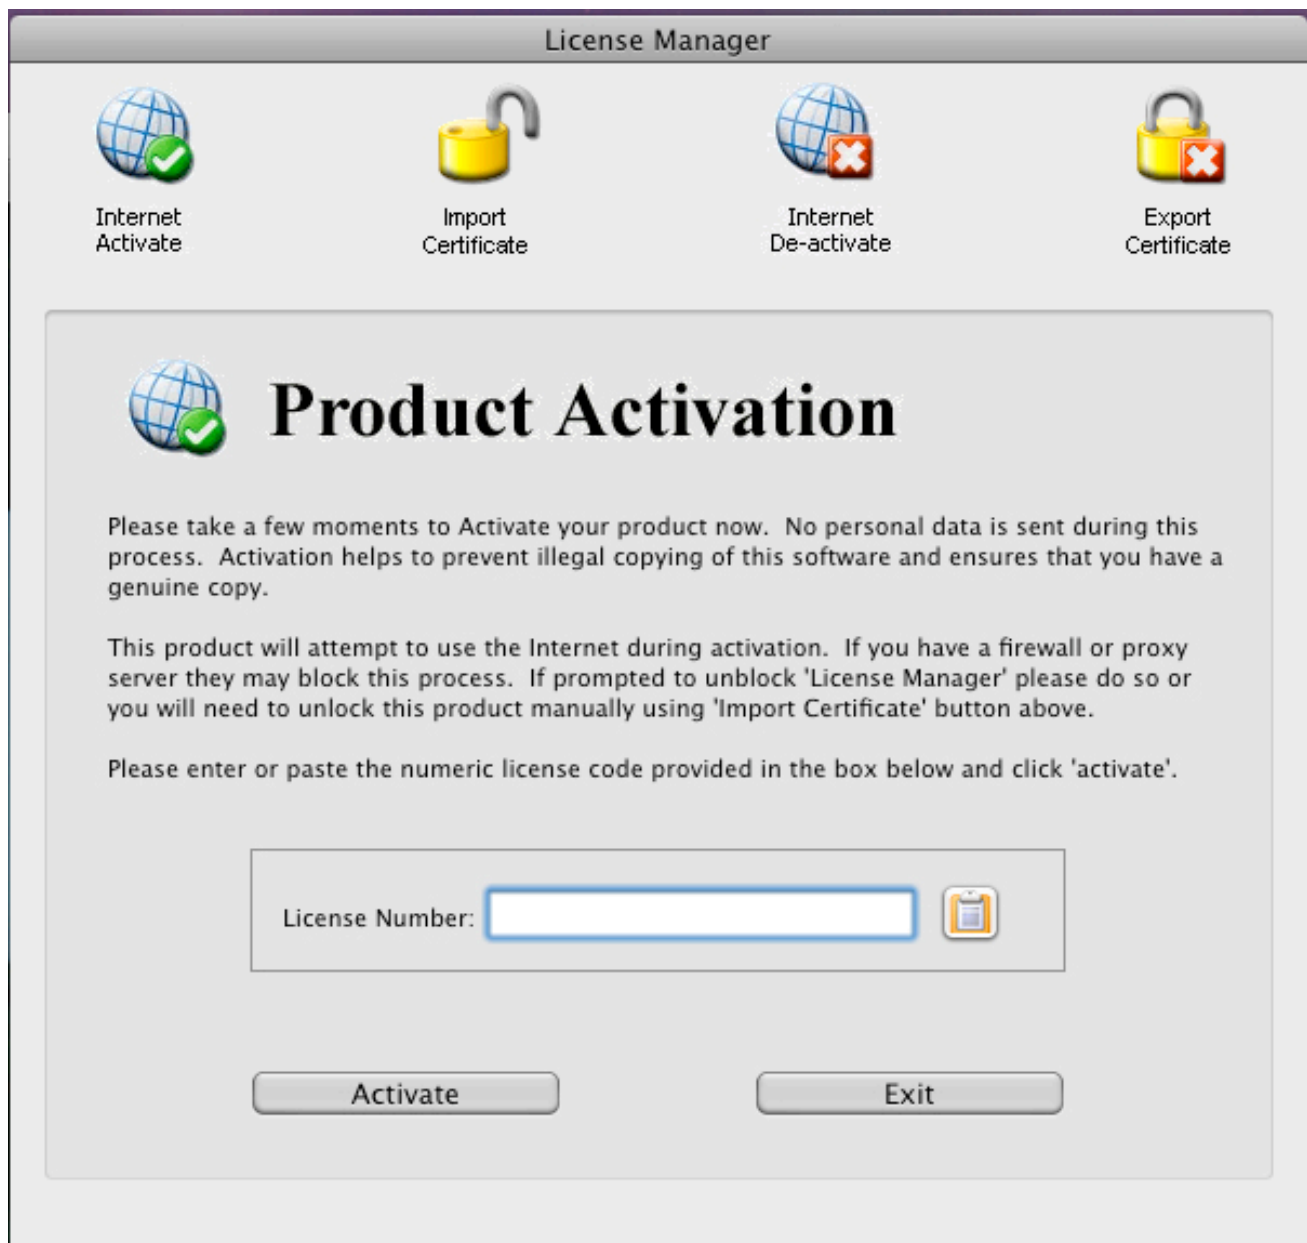 License Manager
Internet
Activate
Import
Certificate
Internet
De-activate
Export
Certificate
Product Activation
Please take a few moments to Activate your product now.  No personal data is sent during this
process.  Activation helps to prevent illegal copying of this software and ensures that you have a
genuine copy.
This product will attempt to use the Internet during activation.  If you have a firewall or proxy
server they may block this process.  If prompted to unblock 'License Manager' please do so or
you will need to unlock this product manually using 'Import Certificate' button above.
Please enter or paste the numeric license code provided in the box below and click 'activate'.
License Number:
Activate
Exit